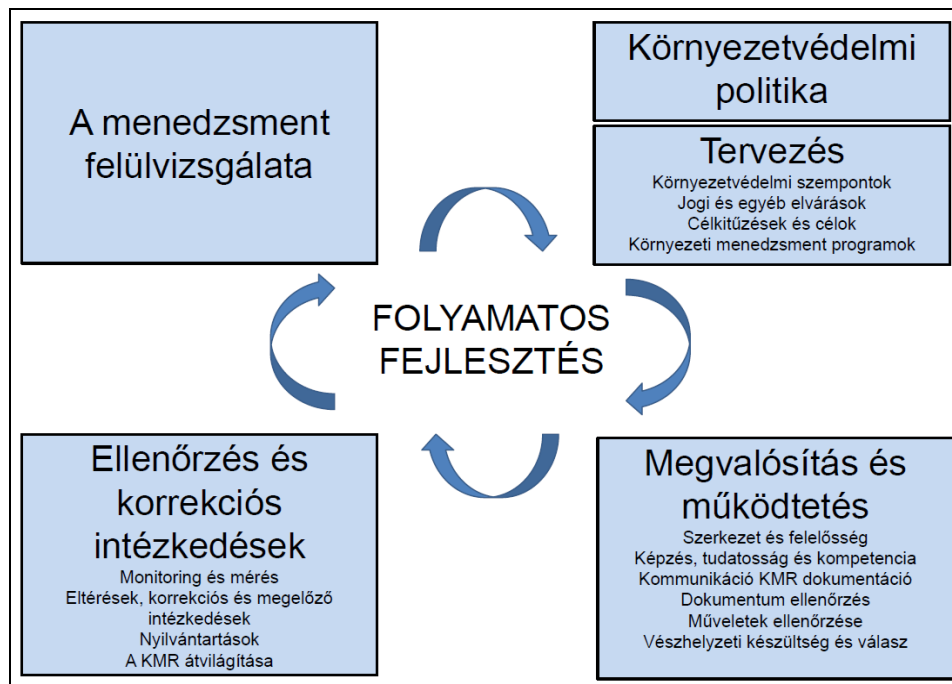 A menedzsment
felülvizsgálata
Környezetvédelmi
politika
Tervezés
Környezetvédelmi szempontok
Jogi és egyéb elvárások
Célkitűzések és célok
Környezeti menedzsment programok
FOLYAMATOS
FEJLESZTÉS
Ellenőrzés és
korrekciós
intézkedések
Monitoring és mérés
Eltérések, korrekciós és megelőző
intézkedések
Nyilvántartások
A KMR átvilágítása
Megvalósítás és
működtetés
Szerkezet és felelősség
Képzés, tudatosság és kompetencia
Kommunikáció KMR dokumentáció
Dokumentum ellenőrzés
Műveletek ellenőrzése
Vészhelyzeti készültség és válasz